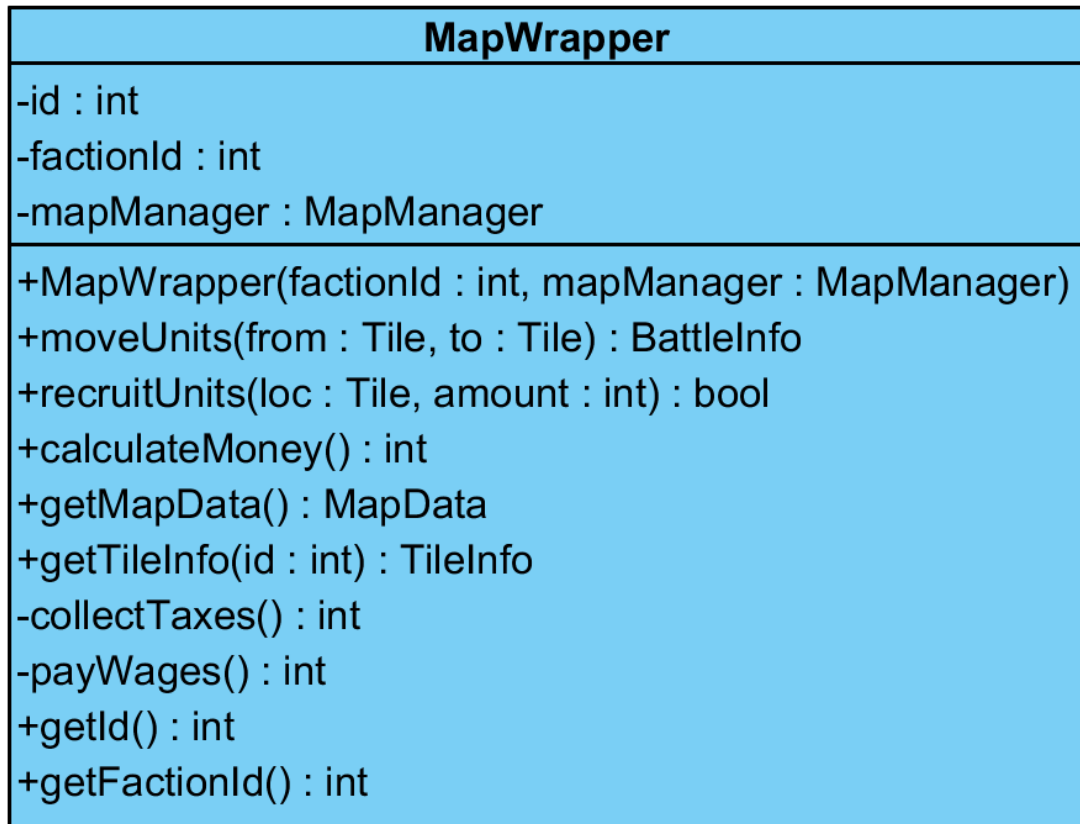 MapWrapper
-id : int
-factionId : int
-mapManager : MapManager
+MapWrapper(factionId : int, mapManager : MapManager)
+moveUnits(from : Tile, to : Tile) : BattleInfo
+recruitUnits(loc : Tile, amount : int) : bool
+calculateMoney() : int
+getMapData() : MapData
+getTileInfo(id : int) : TileInfo
-collectTaxes() : int
-payWages() : int
+getId() : int
+getFactionId() : int